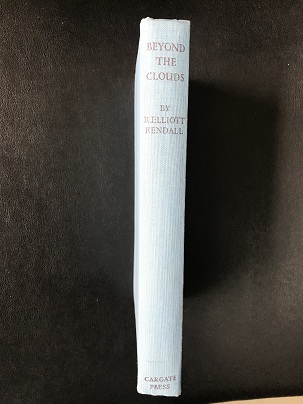 BEYOND
THE
CLOUDS
BY
R.ELLIOTT
KENDALL
CARGATE
PRESS